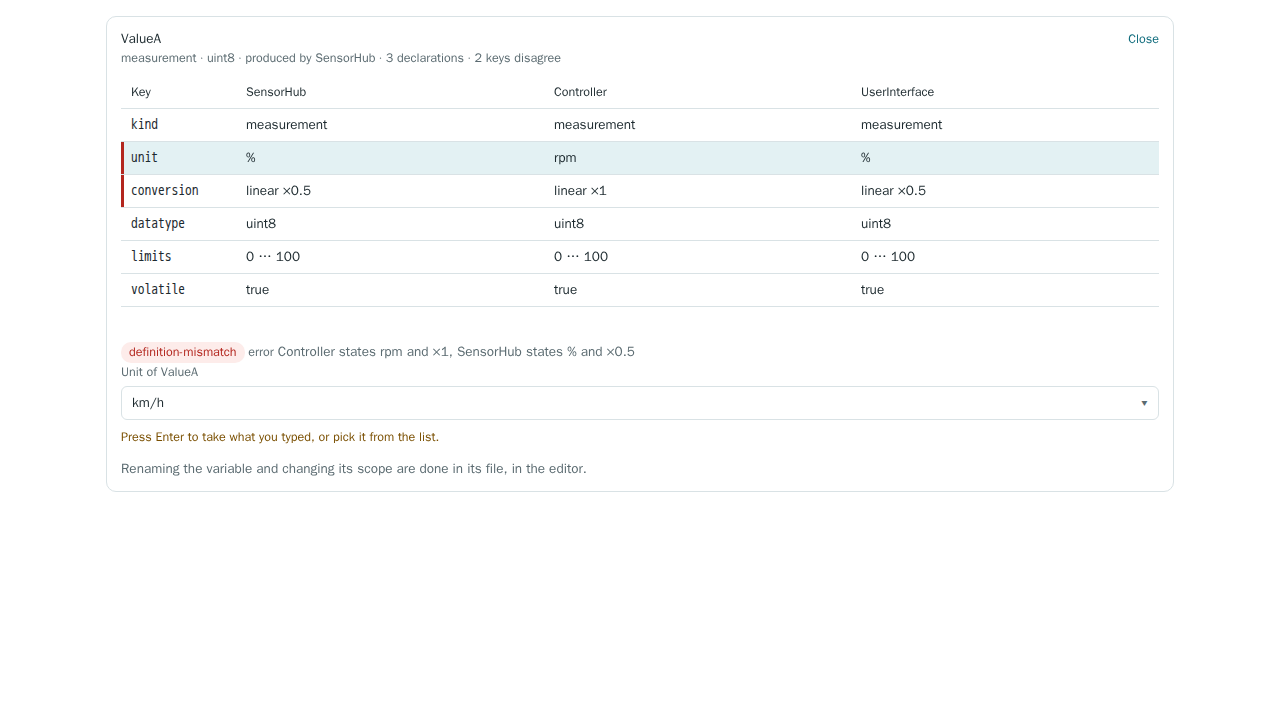 ValueA
Close
measurement · uint8 · produced by SensorHub · 3 declarations · 2 keys disagree
Key SensorHub Controller UserInterface
kind measurement measurement measurement
unit % rpm %
conversion linear ×0.5 linear ×1 linear ×0.5
datatype uint8 uint8 uint8
limits 0 ··· 100 0 ··· 100 0 ··· 100
volatile true true true
definition-mismatch error Controller states rpm and ×1, SensorHub states % and ×0.5
Unit of ValueA
km/h
Press Enter to take what you typed, or pick it from the list.
Renaming the variable and changing its scope are done in its file, in the editor.